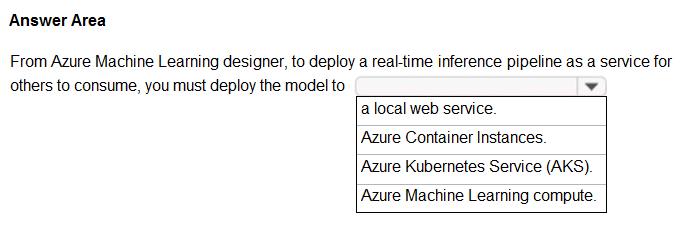 Answer Area
From Azure Machine Learning designer, to deploy a real-time inference pipeline as a service for
others to consume, you must deploy the model to
a local web service.
Azure Container Instances.
Azure Kubernetes Service (AKS).
Azure Machine Learning compute.